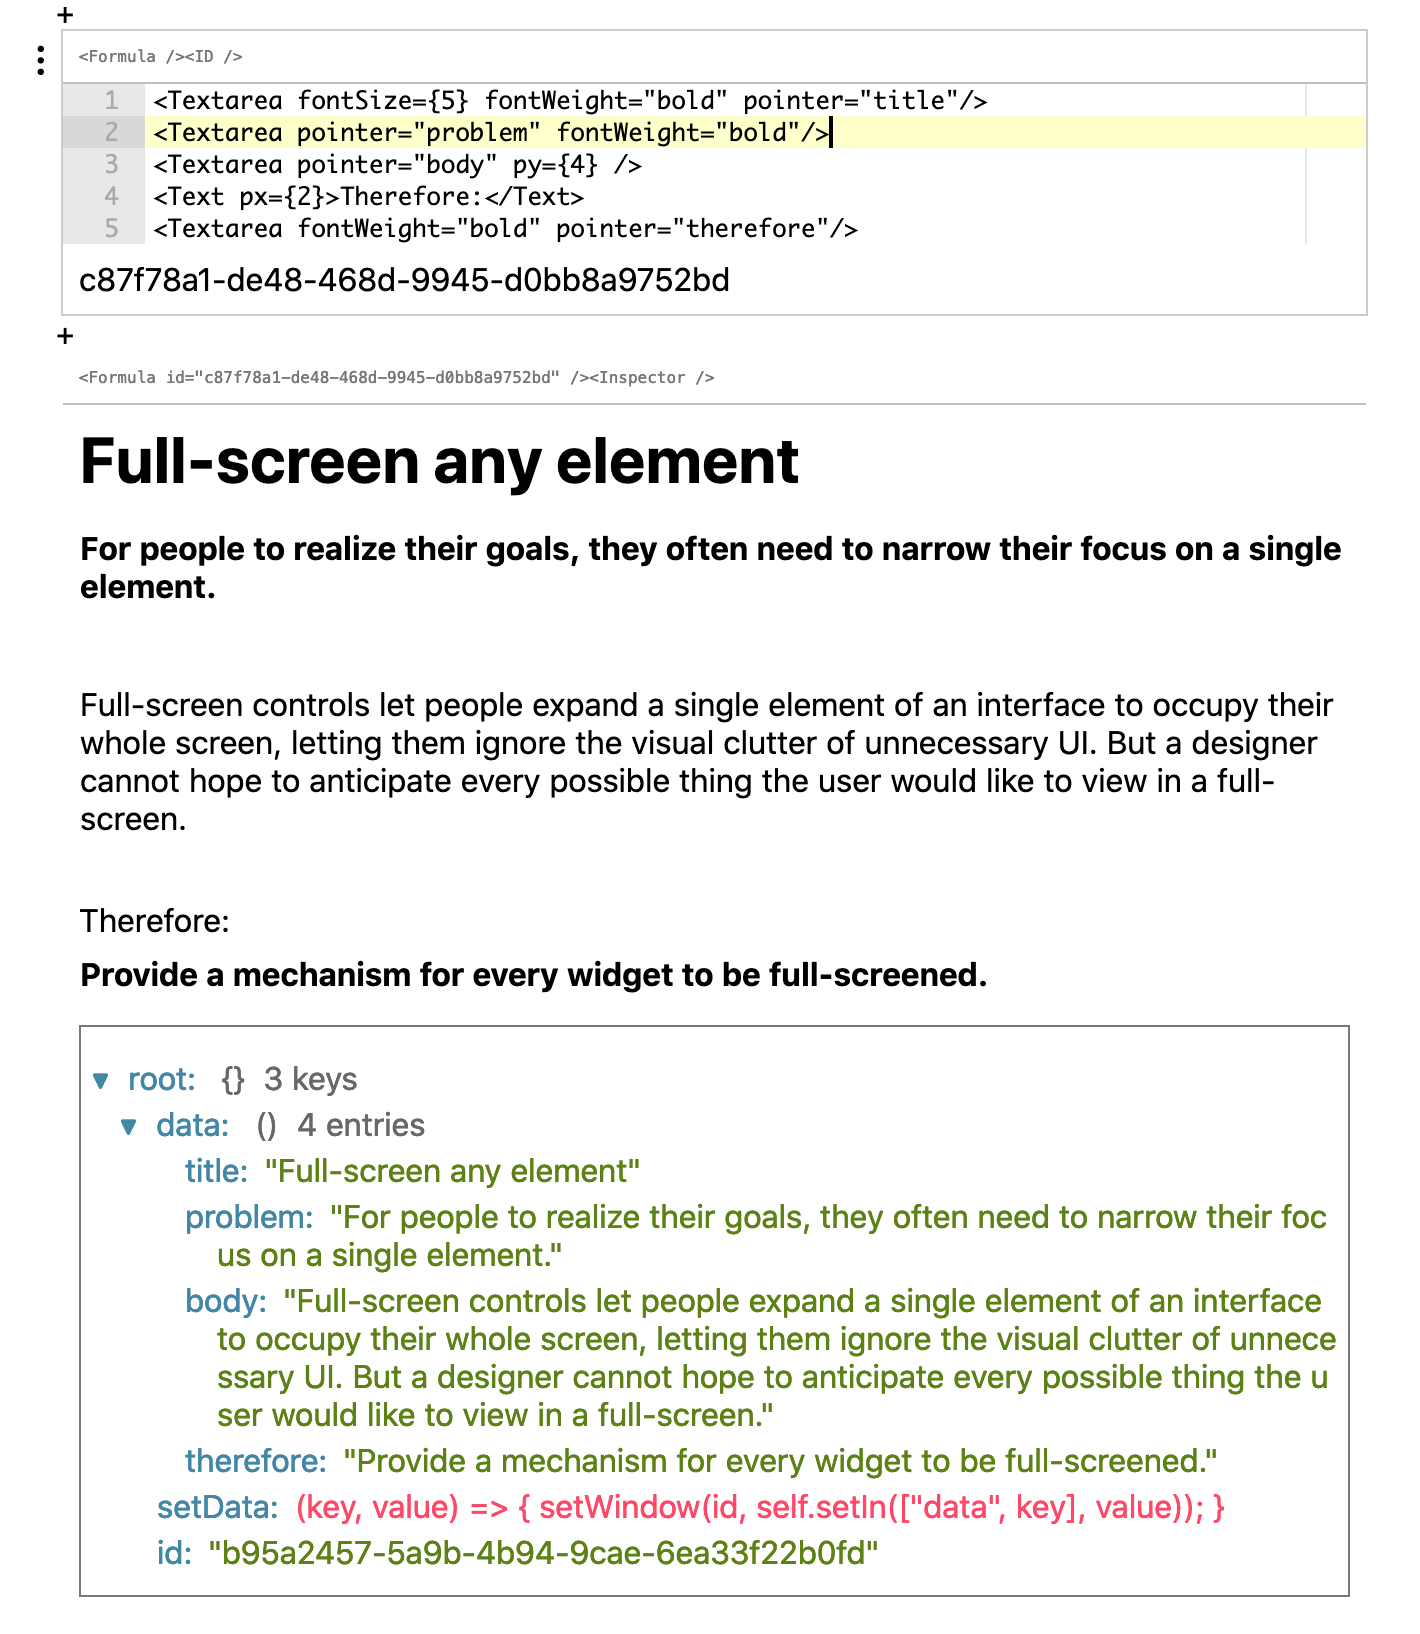 +
<Formula /><ID />
1 <Textarea fontSize={5} fontWeight="bold" pointer="title"/>
2 <Textarea pointer="problem" fontWeight="bold"/>
3 <Textarea pointer="body" py={4} />
4 <Text px={2}>Therefore:</Text>
5 <Textarea fontWeight="bold" pointer="therefore"/>
c87f78a1-de48-468d-9945-d0bb8a9752bd
+
<Formula id="c87f78a1-de48-468d-9945-d0bb8a9752bd" /><Inspector />
Full-screen any element
For people to realize their goals, they often need to narrow their focus on a single
element.
Full-screen controls let people expand a single element of an interface to occupy their
whole screen, letting them ignore the visual clutter of unnecessary UI. But a designer
cannot hope to anticipate every possible thing the user would like to view in a full-
screen.
Therefore:
Provide a mechanism for every widget to be full-screened.
▼ root: {} 3 keys
▼ data: () 4 entries
title: "Full-screen any element"
problem: "For people to realize their goals, they often need to narrow their foc
us on a single element."
body: "Full-screen controls let people expand a single element of an interface
to occupy their whole screen, letting them ignore the visual clutter of unnece
ssary UI. But a designer cannot hope to anticipate every possible thing the u
ser would like to view in a full-screen."
therefore: "Provide a mechanism for every widget to be full-screened."
setData: (key, value) => { setWindow(id, self.setIn(["data", key], value)); }
id: "b95a2457-5a9b-4b94-9cae-6ea33f22b0fd"